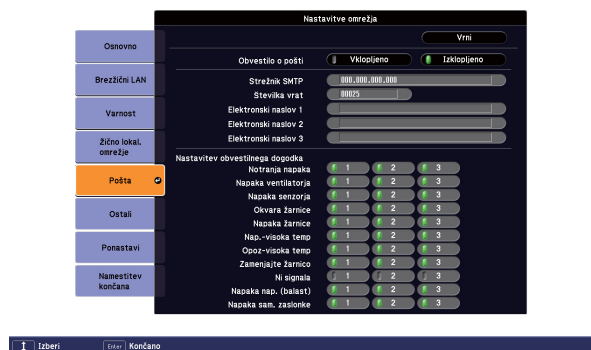 Nastavitve omrežja
Vrni
Osnovno
Brezžični LAN
Varnost
Žično lokal.
omrežje
Pošta
Ostali
Ponastavi
Namestitev
končana
Obvestilo o pošti Vklopljeno Izklopljeno
Strežnik SMTP 000.000.000.000
Številka vrat 00025
Elektronski naslov 1
Elektronski naslov 2
Elektronski naslov 3
Nastavitev obvestilnega dogodka
Notranja napaka 1 2 3
Napaka ventilatorja 1 2 3
Napaka senzorja 1 2 3
Okvara žarnice 1 2 3
Napaka žarnice 1 2 3
Nap.-visoka temp 1 2 3
Opoz-visoka temp 1 2 3
Zamenjajte žarnico 1 2 3
Ni signala 1 2 3
Napaka nap. (balast) 1 2 3
Napaka sam. zaslonke 1 2 3
Izberi Enter Končano